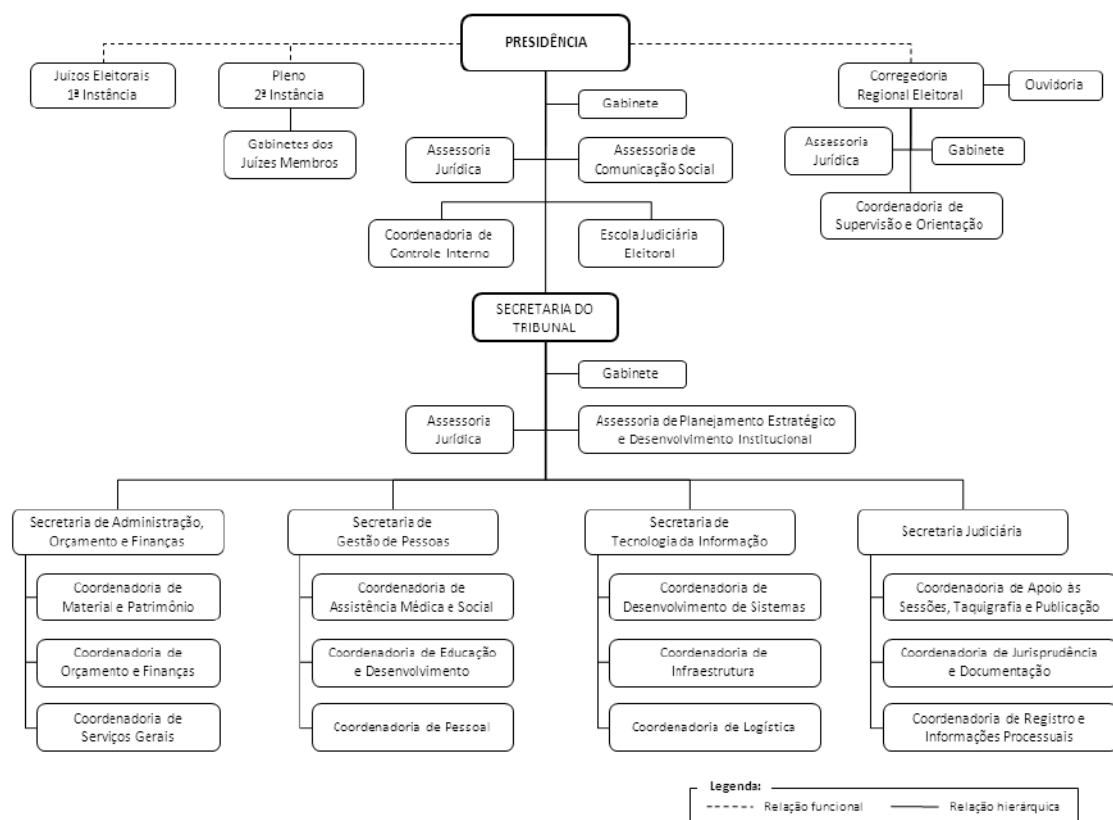 PRESIDÊNCIA
Juízos Eleitorais
1ª Instância
Pleno
2ª Instância
Corregedoria
Regional Eleitoral
Ouvidoria
Gabinetes dos
Juízes Membros
Gabinete
Assessoria
Jurídica
Assessoria de
Comunicação Social
Assessoria
Jurídica
Gabinete
Coordenadoria de
Supervisão e Orientação
Coordenadoria de
Controle Interno
Escola Judiciária
Eleitoral
SECRETARIA DO
TRIBUNAL
Gabinete
Assessoria
Jurídica
Assessoria de Planejamento Estratégico
e Desenvolvimento Institucional
Secretaria de Administração,
Orçamento e Finanças
Coordenadoria de
Material e Patrimônio
Coordenadoria de
Orçamento e Finanças
Coordenadoria de
Serviços Gerais
Secretaria de
Gestão de Pessoas
Coordenadoria de
Assistência Médica e Social
Coordenadoria de Educação
e Desenvolvimento
Coordenadoria de Pessoal
Secretaria de
Tecnologia da Informação
Coordenadoria de
Desenvolvimento de Sistemas
Coordenadoria de
Infraestrutura
Coordenadoria de Logística
Secretaria Judiciária
Coordenadoria de Apoio às
Sessões, Taquigrafia e Publicação
Coordenadoria de Jurisprudência
e Documentação
Coordenadoria de Registro e
Informações Processuais
Legenda:
Relação funcional
Relação hierárquica